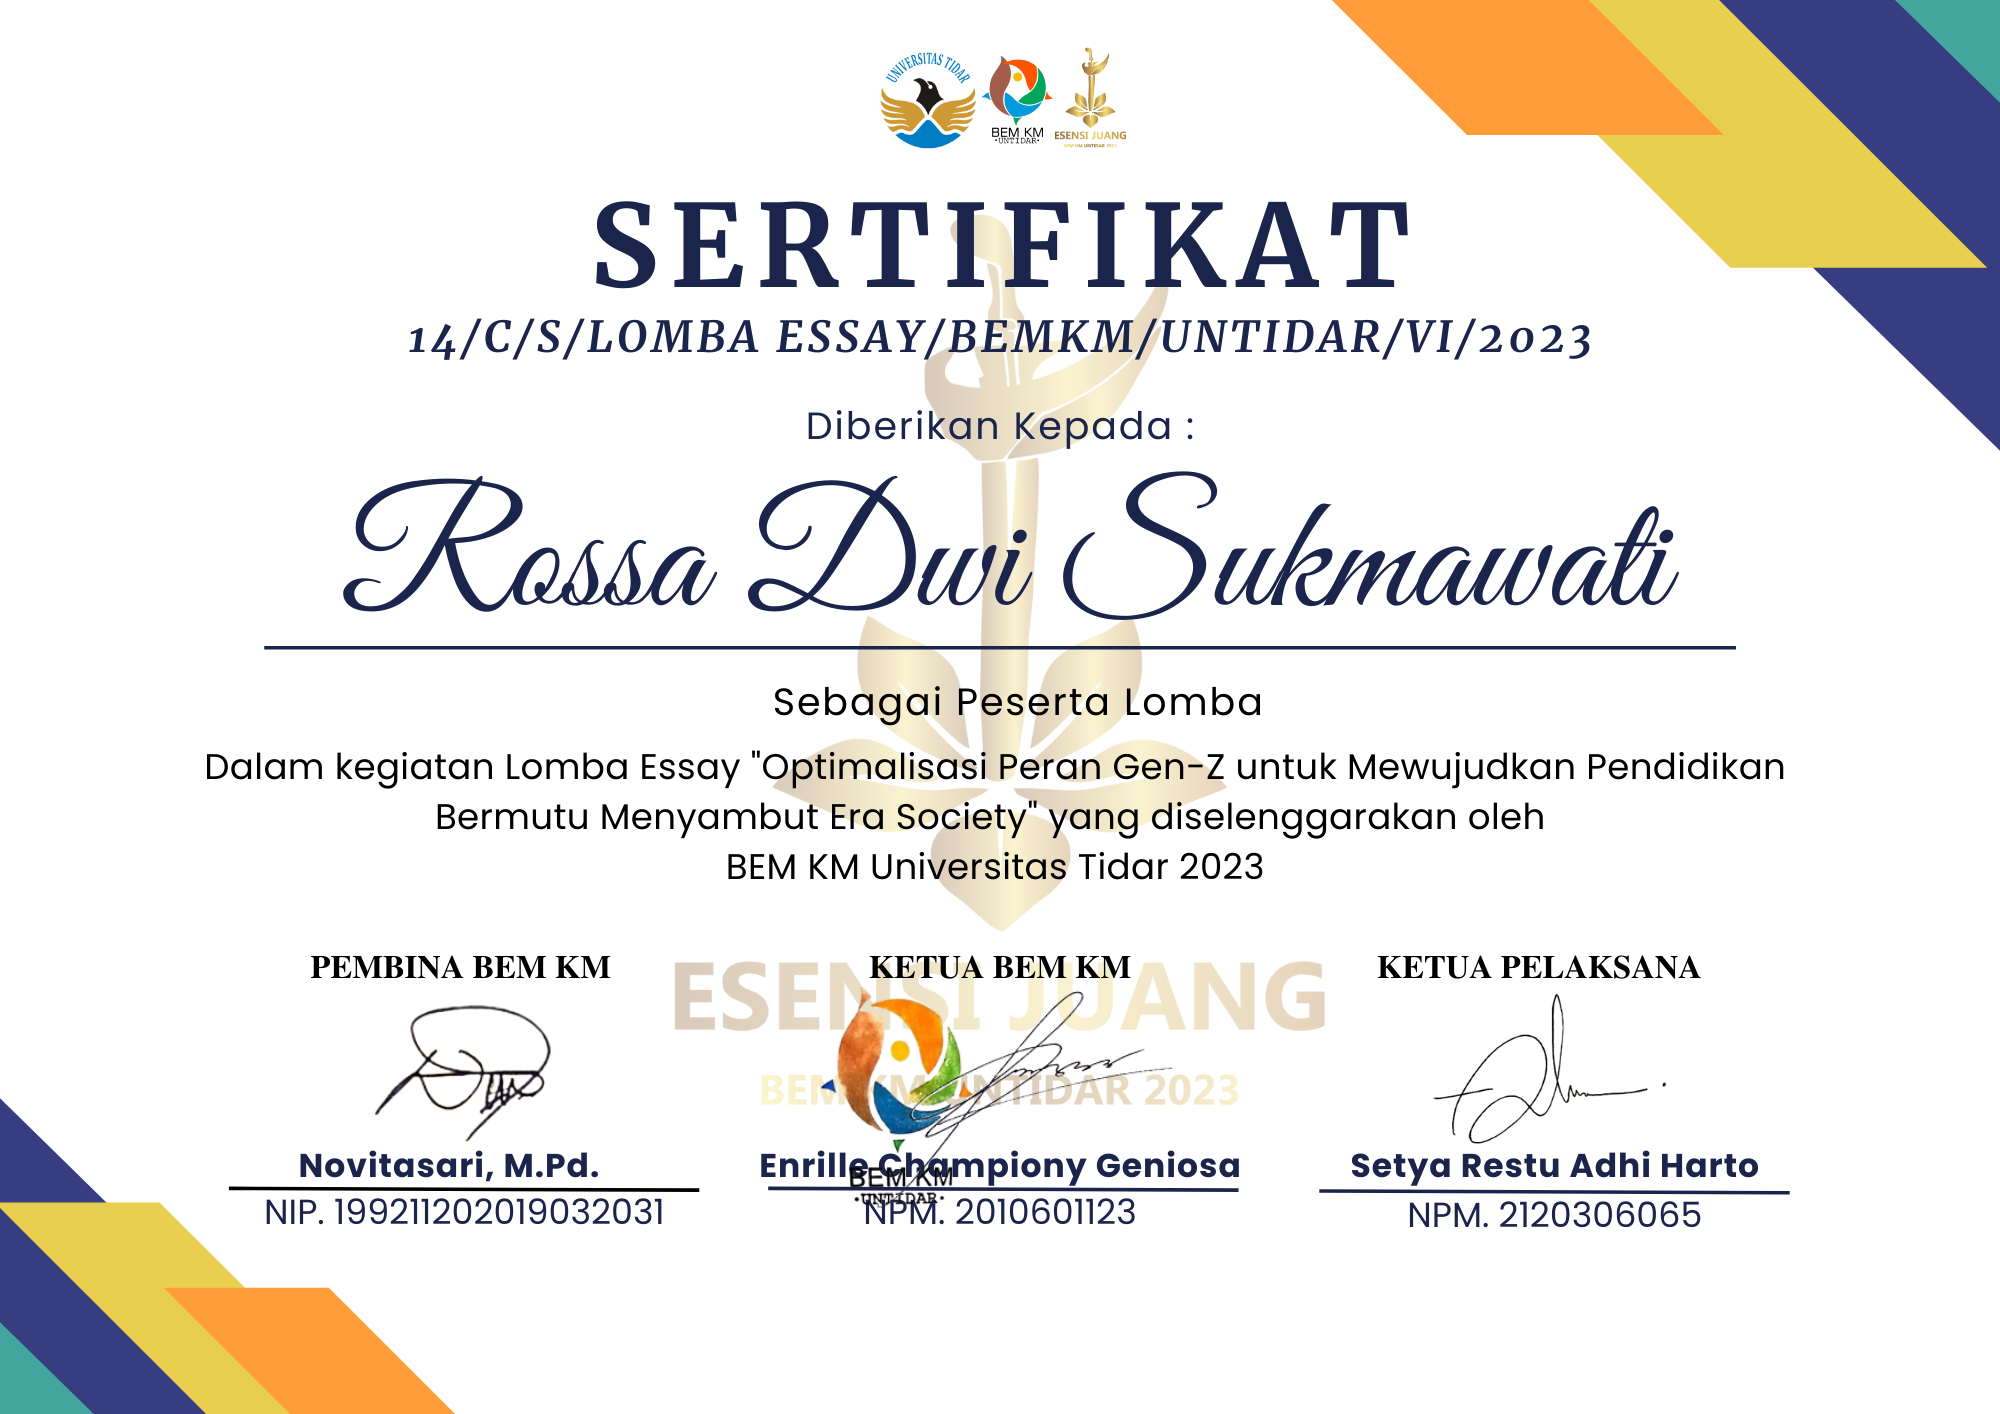 UNIVERSITAS TIDAR
BEM KM
·UNTIDAR·
ESENSI JUANG
BEM KM UNTIDAR 2023
SERTIFIKAT
14/C/S/LOMBA ESSAY/BEMKM/UNTIDAR/VI/2023
Diberikan Kepada :
Rossa Dwi Sukmawati
Sebagai Peserta Lomba
Dalam kegiatan Lomba Essay "Optimalisasi Peran Gen-Z untuk Mewujudkan Pendidikan
Bermutu Menyambut Era Society" yang diselenggarakan oleh
BEM KM Universitas Tidar 2023
ESENSI JUANG
BEM KM UNTIDAR 2023
PEMBINA BEM KM
KETUA BEM KM
KETUA PELAKSANA
Novitasari, M.Pd.
Enrille Championy Geniosa
Setya Restu Adhi Harto
BEM KM
·UNTIDAR·
NIP. 199211202019032031
NPM. 2010601123
NPM. 2120306065